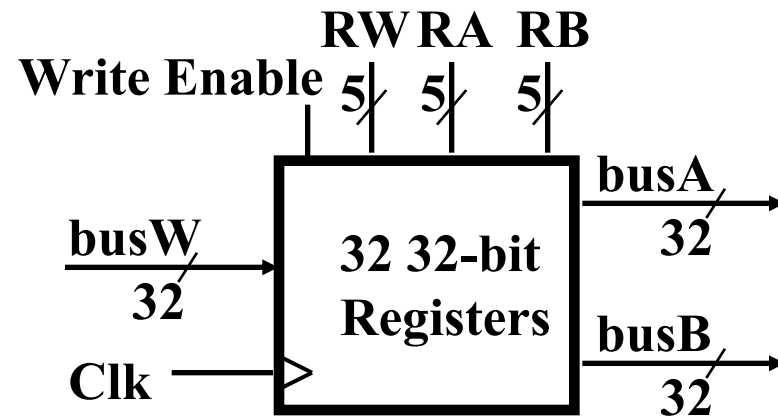 RW RA RB
Write Enable
5 5 5
busA
32
busW
32
32 32-bit
Registers
busB
32
Clk